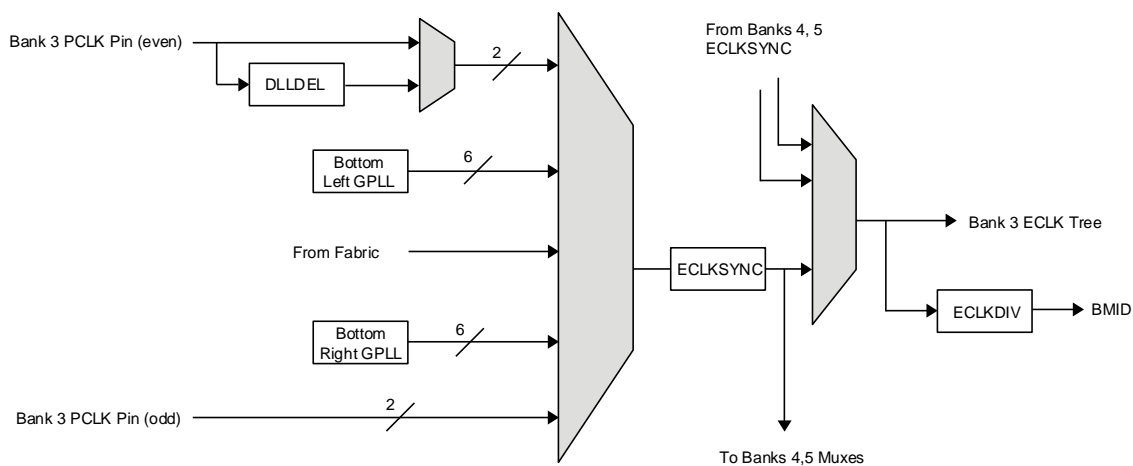 Bank 3 PCLK Pin (even)
DLLDEL
2
From Banks 4, 5
ECLKSYNC
Bottom
Left GPLL
6
From Fabric
ECLKSYNC
Bank 3 ECLK Tree
ECLKDIV
BMID
Bottom
Right GPLL
6
Bank 3 PCLK Pin (odd)
2
To Banks 4,5 Muxes